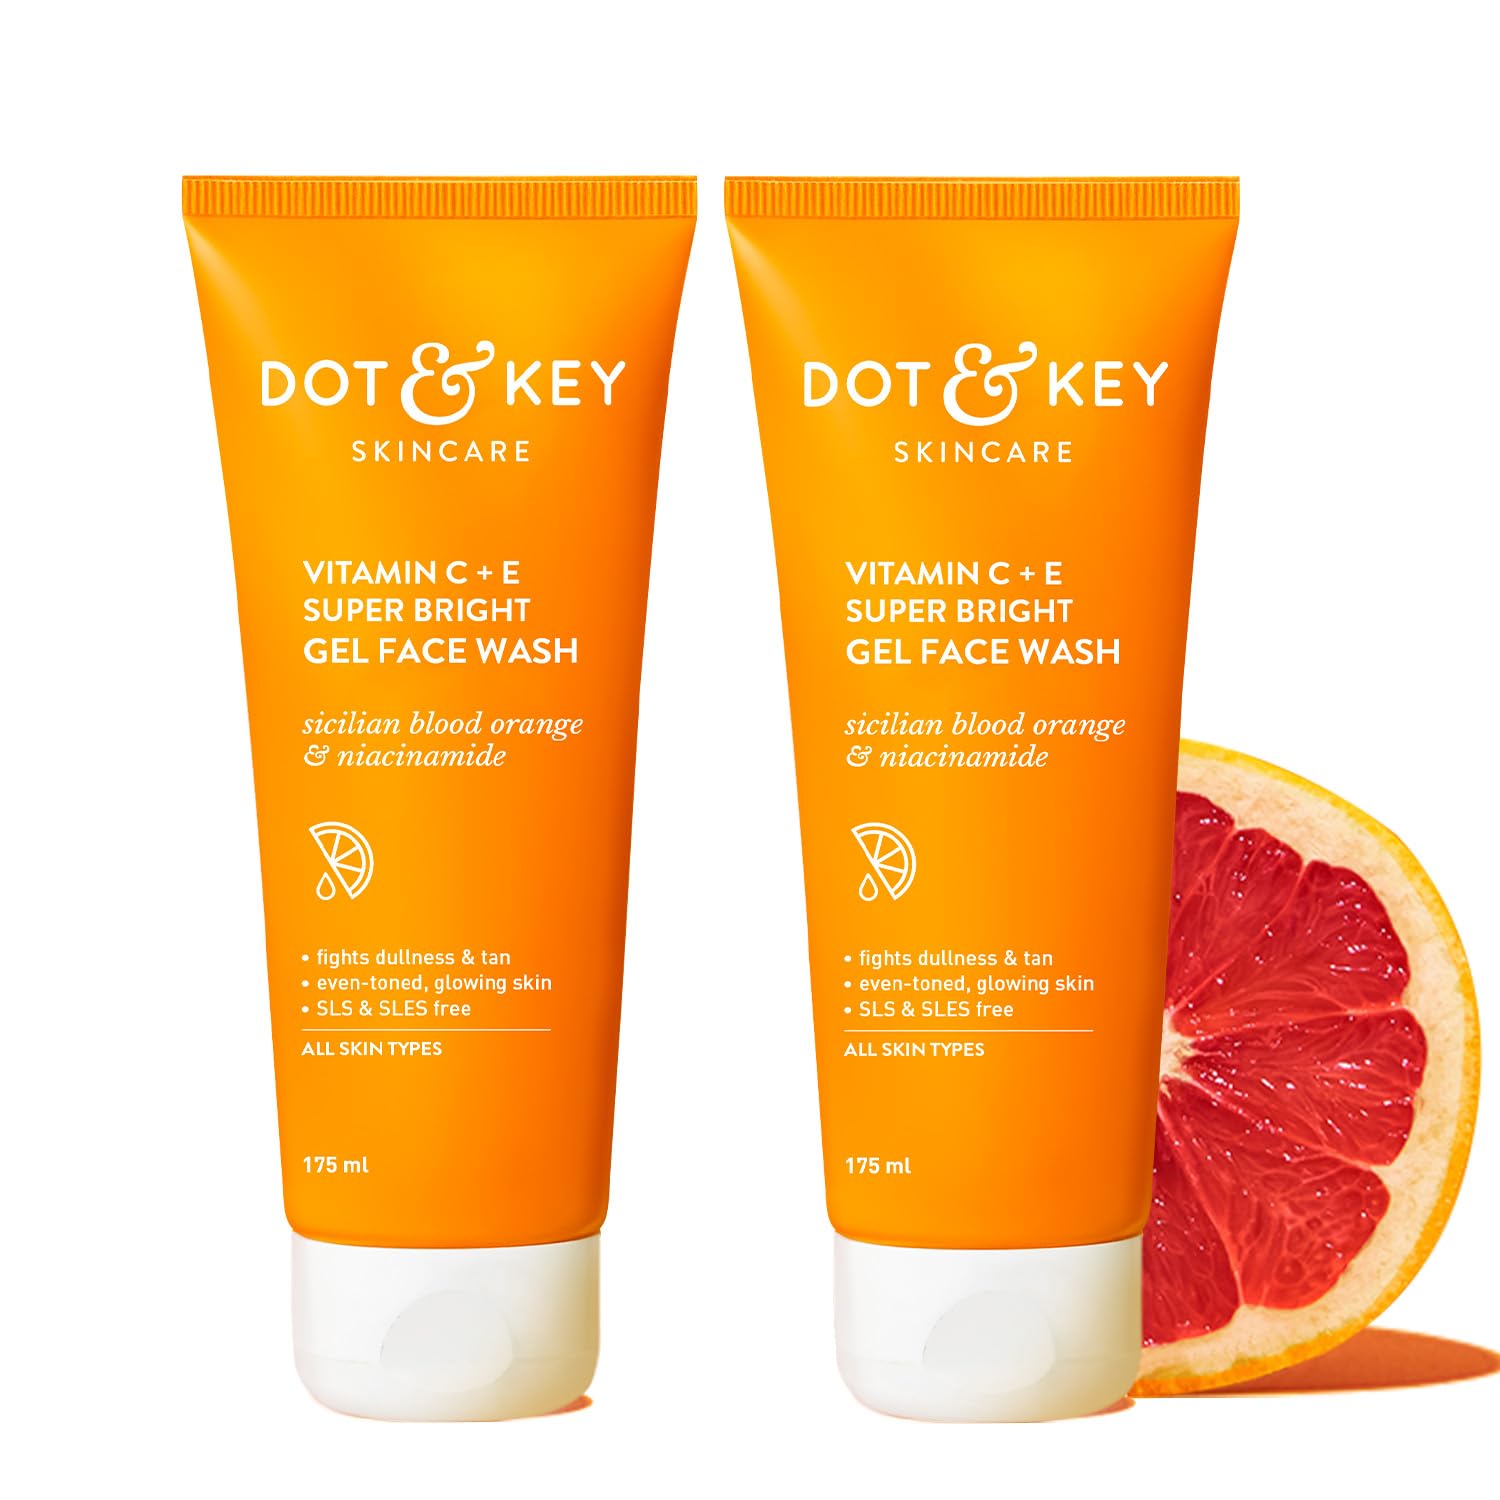 DOT & KEY
SKINCARE
VITAMIN C + E
SUPER BRIGHT
GEL FACE WASH
sicilian blood orange
& niacinamide
• fights dullness & tan
• even-toned, glowing skin
• SLS & SLES free
ALL SKIN TYPES
175 ml
DOT & KEY
SKINCARE
VITAMIN C + E
SUPER BRIGHT
GEL FACE WASH
sicilian blood orange
& niacinamide
• fights dullness & tan
• even-toned, glowing skin
• SLS & SLES free
ALL SKIN TYPES
175 ml